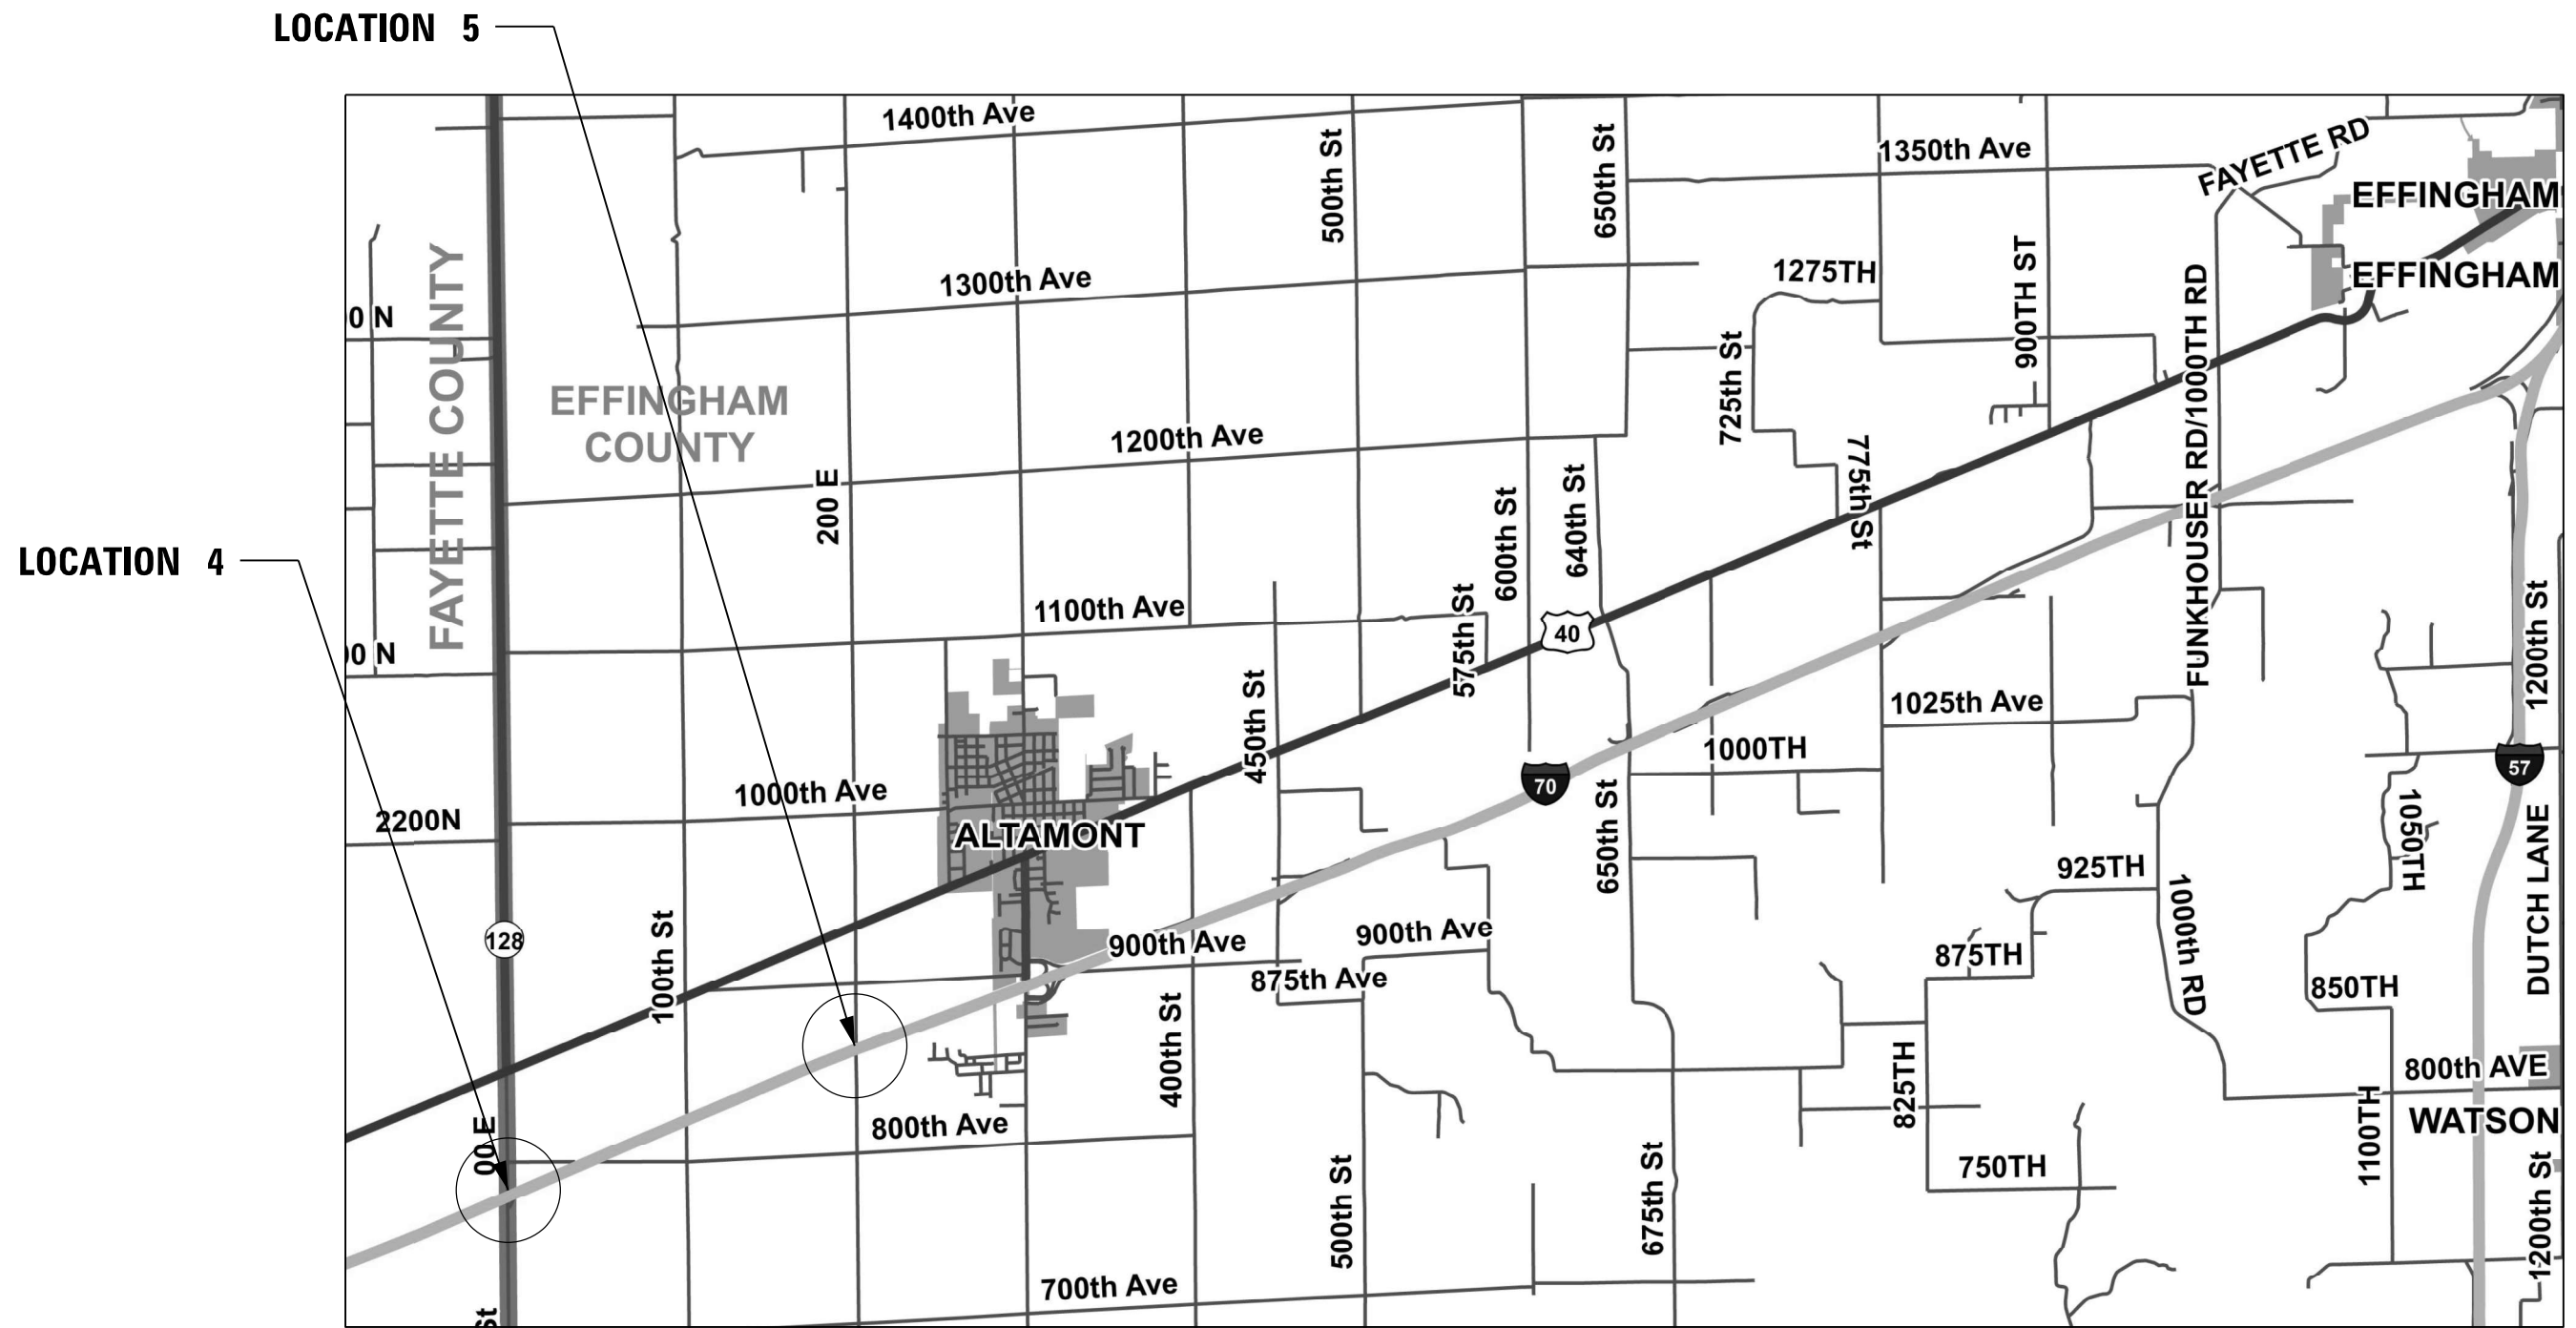 LOCATION 5
1400th Ave
500th St
650th St
1350th Ave
FAYETTE RD
EFFINGHAM
EFFINGHAM
1300th Ave
1275TH
900TH ST
FUNKHOUSER RD/1000TH RD
0 N
FAYETTE COUNTY
EFFINGHAM
COUNTY
725th St
1200th Ave
200 E
775th St
600th St
640th St
LOCATION 4
1100th Ave
575th St
40
1200th St
00 N
450th St
1025th Ave
1000TH
57
70
650th St
1000th Ave
2200N
ALTAMONT
1050TH
DUTCH LANE
925TH
1000th RD
128
100th St
900th Ave
900th Ave
875TH
875th Ave
850TH
400th St
825TH
800th AVE
00 E
800th Ave
1100TH
WATSON
500th St
675th St
750TH
1200th St
700th Ave
St